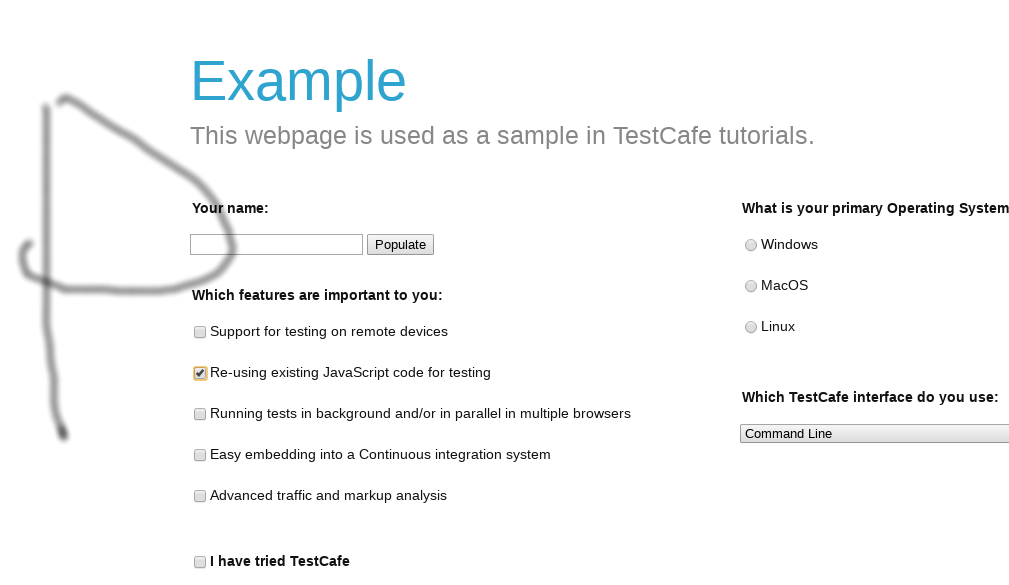 Example
This webpage is used as a sample in TestCafe tutorials.
Your name:
Populate
Which features are important to you:
Support for testing on remote devices
Re-using existing JavaScript code for testing
Running tests in background and/or in parallel in multiple browsers
Easy embedding into a Continuous integration system
Advanced traffic and markup analysis
I have tried TestCafe
What is your primary Operating System
Windows
MacOS
Linux
Which TestCafe interface do you use:
Command Line